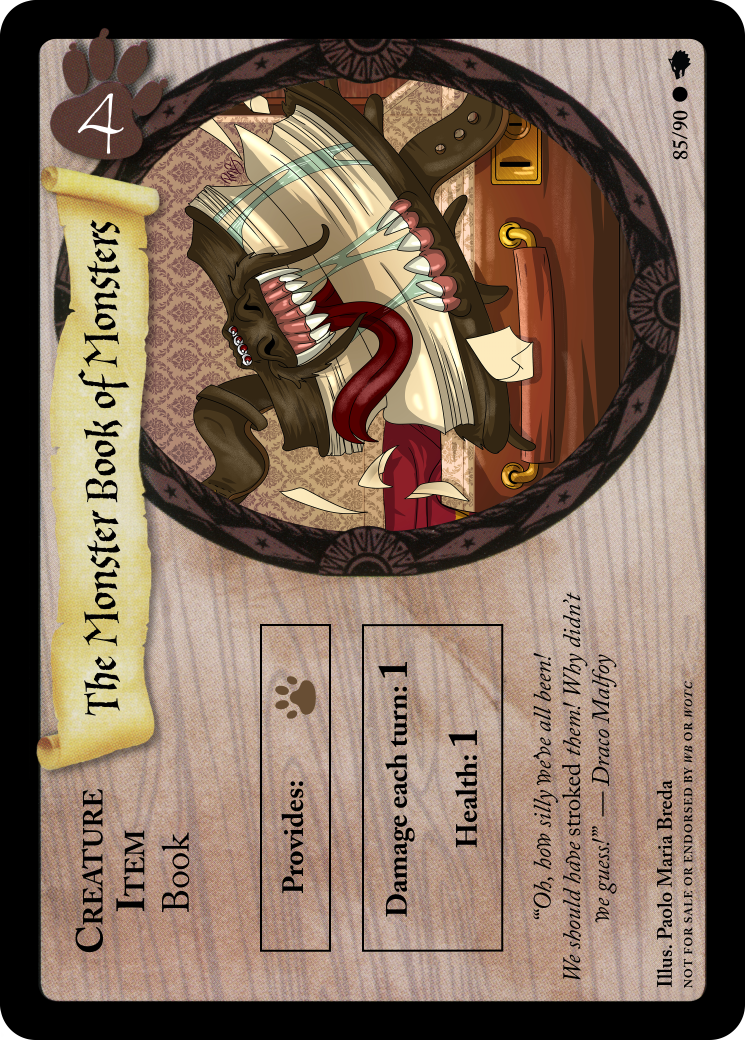 4
The Monster Book of Monsters
CREATURE
ITEM
Book
Provides:
Damage each turn: 1
Health: 1
“‘Oh, how silly we’ve all been!
We should have stroked them! Why didn’t
we guess!’” — Draco Malfoy
Illus. Paolo Maria Breda
NOT FOR SALE OR ENDORSED BY WB OR WOTC
85/90